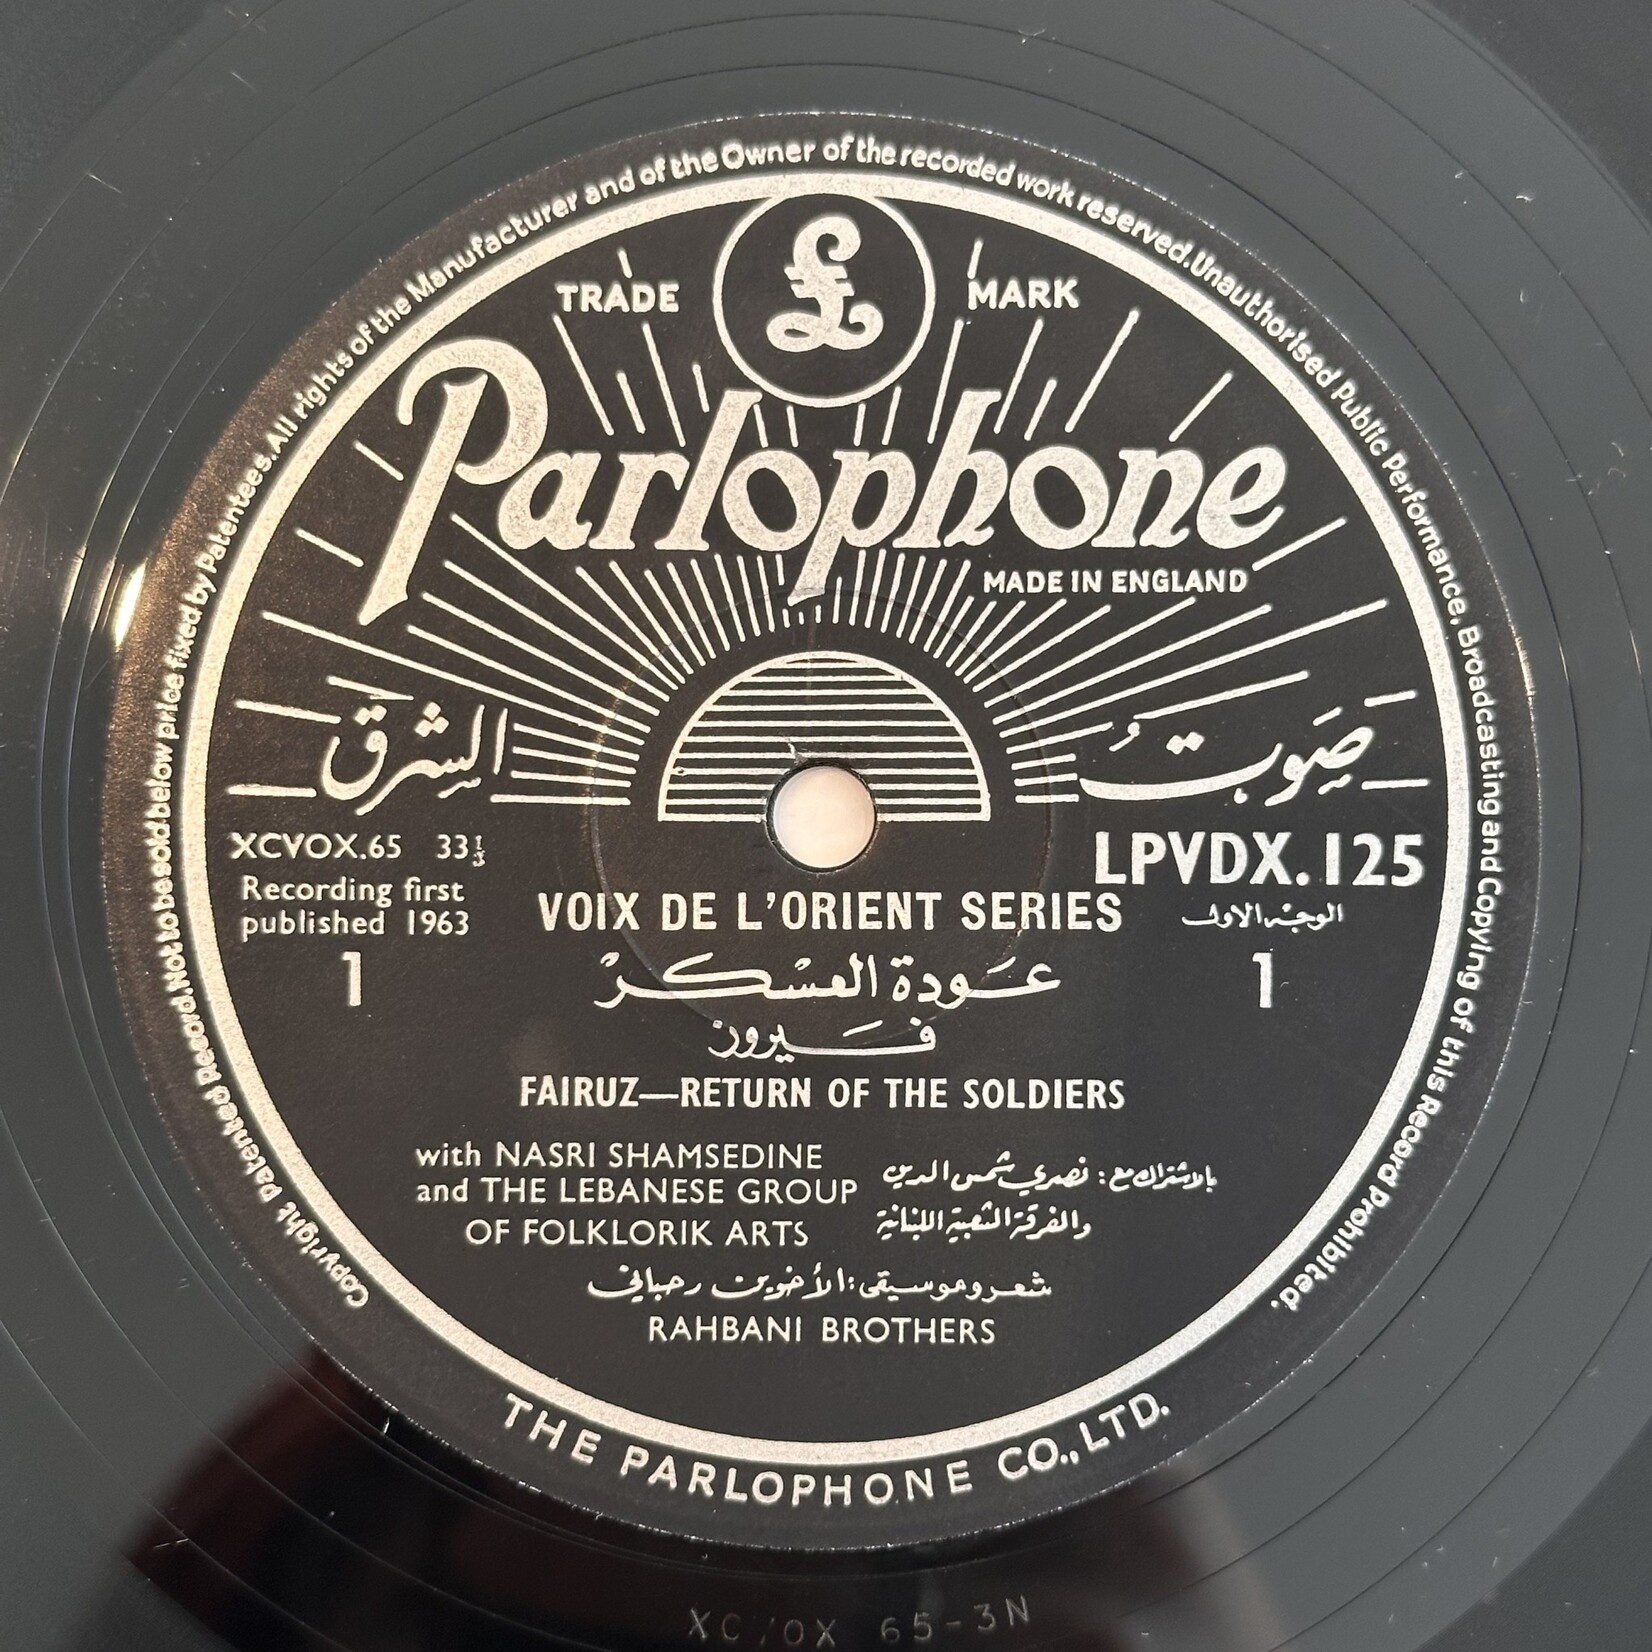 Copyright Patented Record. Not to be sold below price fixed by Patentees. All rights of the Manufacturer and of the Owner of the recorded work reserved. Unauthorised Public Performance, Broadcasting and Copying of this Record Prohibited.
TRADE £ MARK
Parlophone
MADE IN ENGLAND
صَوتُ الشرق
XCVOX.65 33⅓
LPVDX.125
Recording first
published 1963
الوجه الاول
1
1
VOIX DE L'ORIENT SERIES
عَودة العسْكرْ
فيروز
FAIRUZ—RETURN OF THE SOLDIERS
with NASRI SHAMSEDINE
and THE LEBANESE GROUP
OF FOLKLORIK ARTS
بالاشتراك مع: نصري شمس الدين
والفرقة الشعبية اللبنانية
شعر وموسيقى: الأخوين رحباني
RAHBANI BROTHERS
THE PARLOPHONE CO., LTD.
XCVOX 65-3N